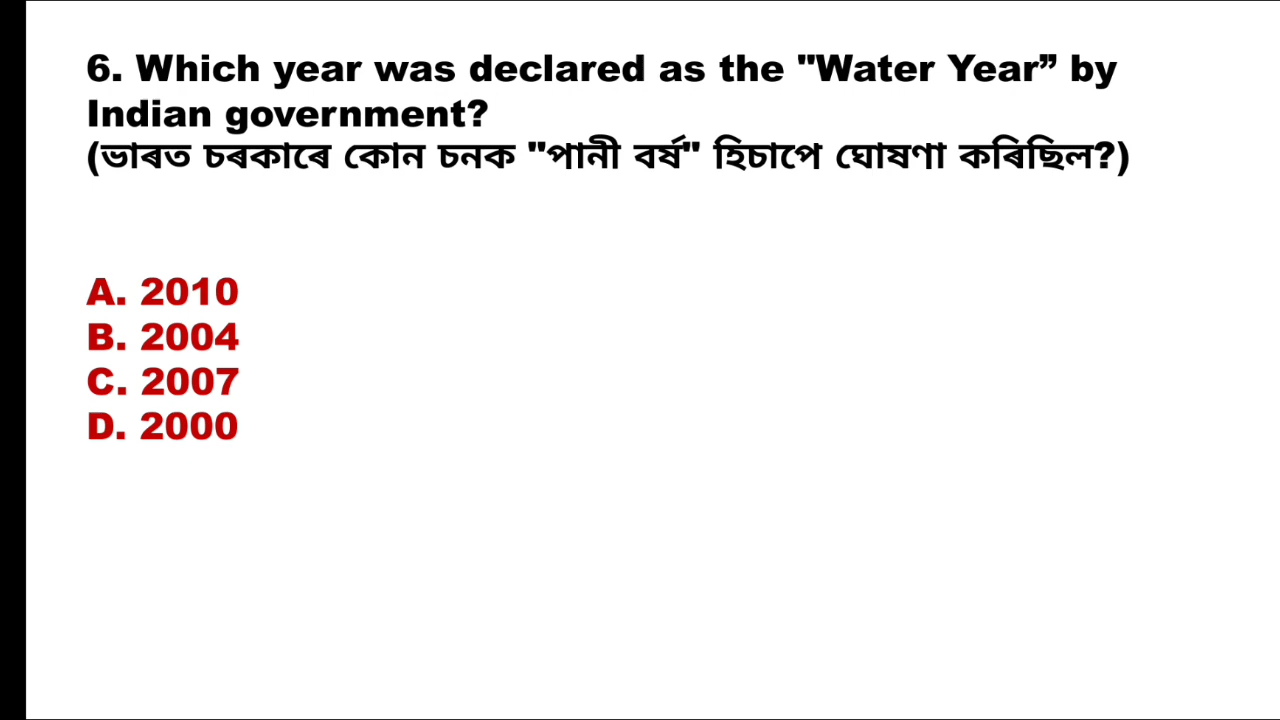 6. Which year was declared as the "Water Year” by
Indian government?
(ভাৰত চৰকাৰে কোন চনক "পানী বৰ্ষ" হিচাপে ঘোষণা কৰিছিল?)
A. 2010
B. 2004
C. 2007
D. 2000